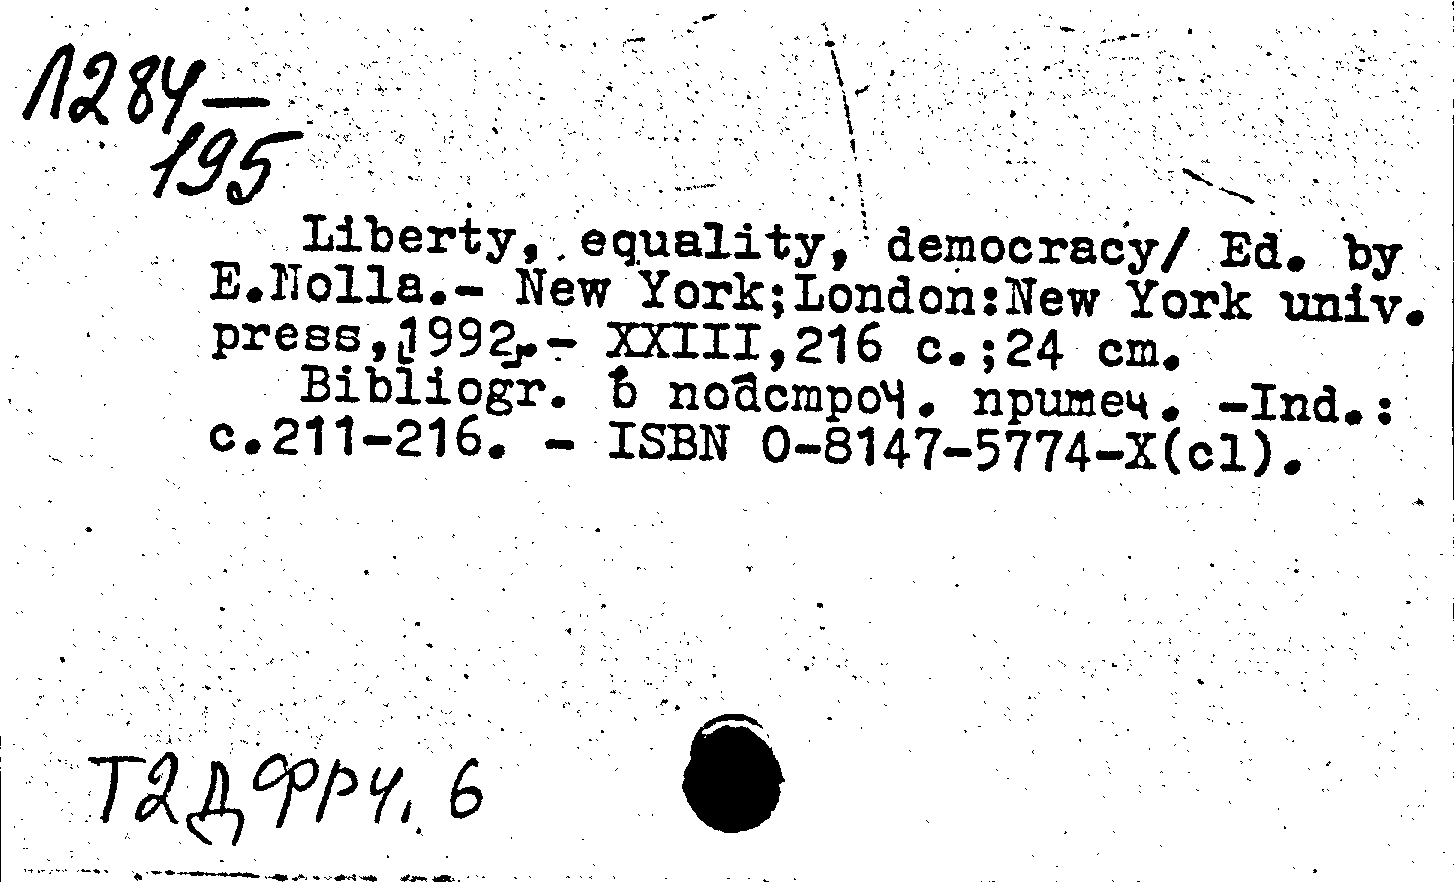 Л284—
195
Liberty, equality, democracy/ Ed. by
E.Nolla.- New York;London:New York univ.
press,1992,.- XXIII,216 c.;24 cm.
Bibliogr. в подстроч. примеч. -Ind.:
c.211-216. - ISBN 0-8147-5774-X(cl).
Т2ДФРч. 6